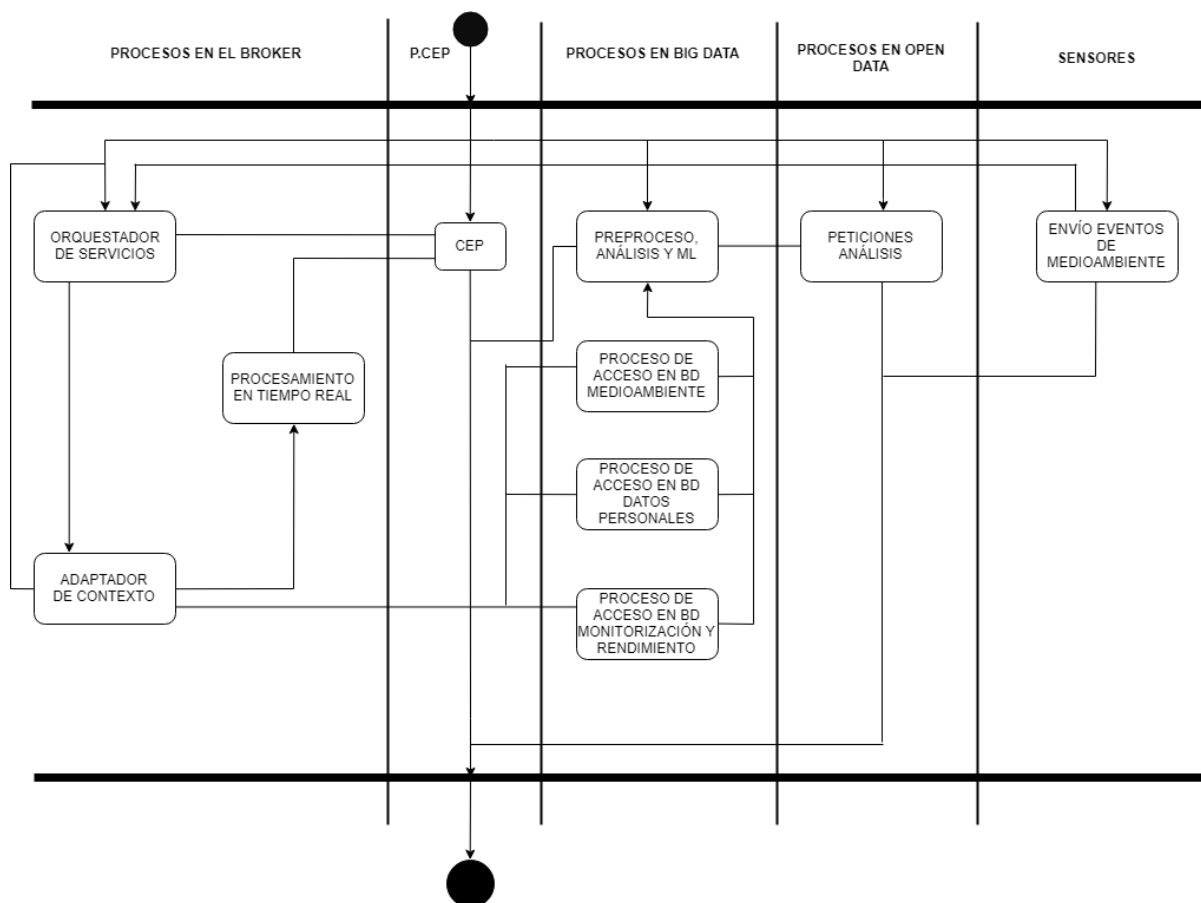 PROCESOS EN EL BROKER
P.CEP
PROCESOS EN BIG DATA
PROCESOS EN OPEN
DATA
SENSORES
ORQUESTADOR
DE SERVICIOS
CEP
PREPROCESO,
ANÁLISIS Y ML
PETICIONES
ANÁLISIS
ENVÍO EVENTOS
DE
MEDIOAMBIENTE
PROCESAMIENTO
EN TIEMPO REAL
PROCESO DE
ACCESO EN BD
MEDIOAMBIENTE
PROCESO DE
ACCESO EN BD
DATOS
PERSONALES
ADAPTADOR
DE CONTEXTO
PROCESO DE
ACCESO EN BD
MONITORIZACIÓN Y
RENDIMIENTO